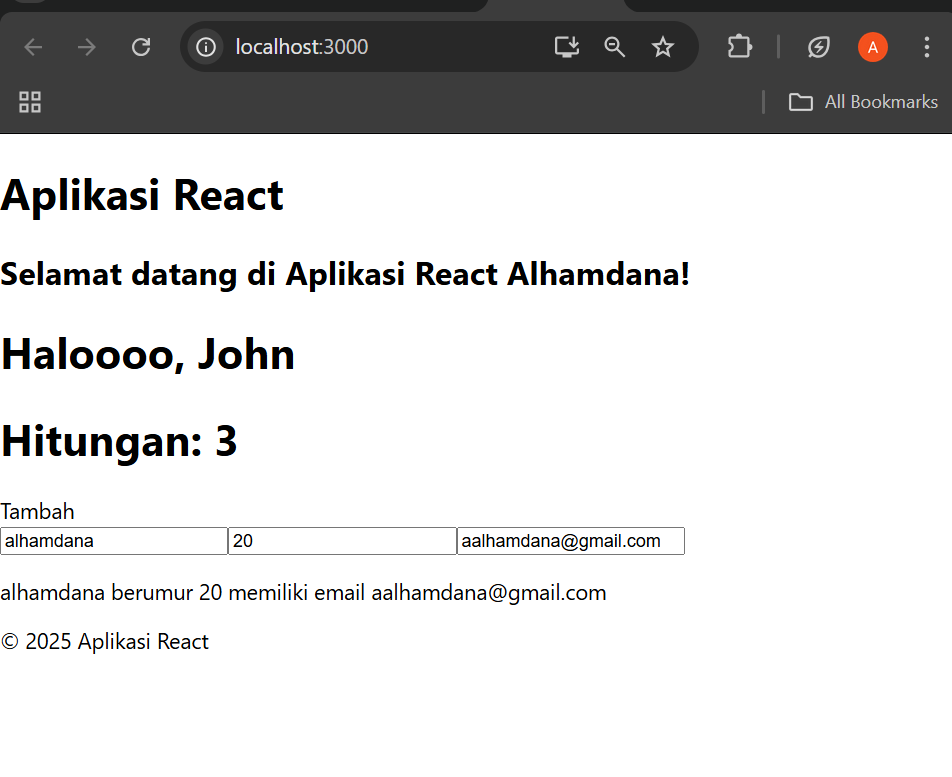 localhost:3000
A
All Bookmarks
Aplikasi React
Selamat datang di Aplikasi React Alhamdana!
Haloooo, John
Hitungan: 3
Tambah
alhamdana 20 aalhamdana@gmail.com
alhamdana berumur 20 memiliki email aalhamdana@gmail.com
© 2025 Aplikasi React